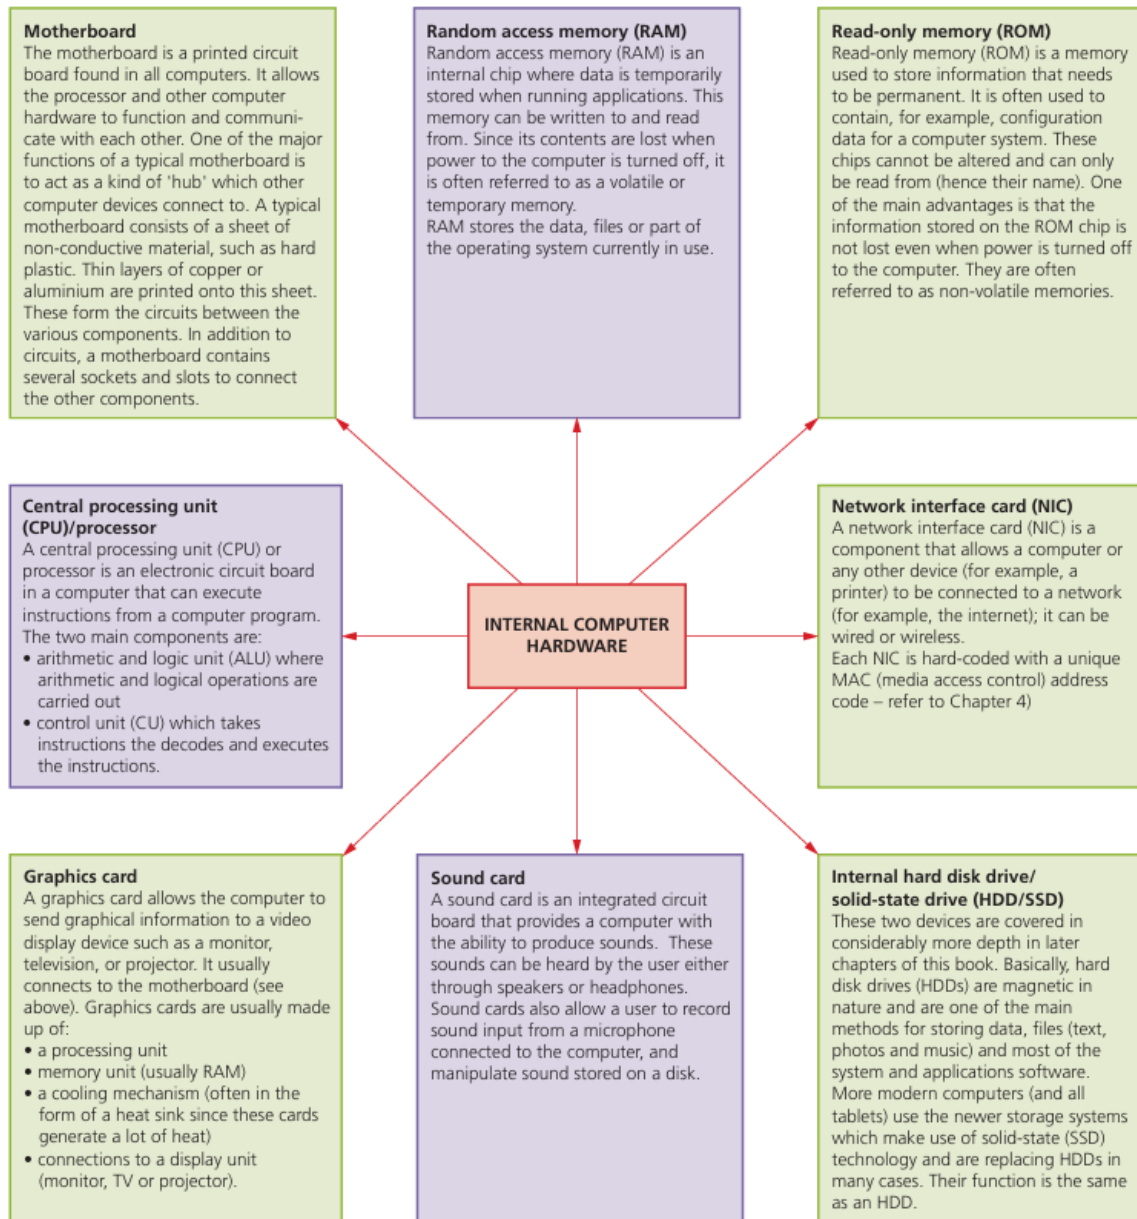 Motherboard
The motherboard is a printed circuit
board found in all computers. It allows
the processor and other computer
hardware to function and communi-
cate with each other. One of the major
functions of a typical motherboard is
to act as a kind of 'hub' which other
computer devices connect to. A typical
motherboard consists of a sheet of
non-conductive material, such as hard
plastic. Thin layers of copper or
aluminium are printed onto this sheet.
These form the circuits between the
various components. In addition to
circuits, a motherboard contains
several sockets and slots to connect
the other components.
Random access memory (RAM)
Random access memory (RAM) is an
internal chip where data is temporarily
stored when running applications. This
memory can be written to and read
from. Since its contents are lost when
power to the computer is turned off, it
is often referred to as a volatile or
temporary memory.
RAM stores the data, files or part of
the operating system currently in use.
Read-only memory (ROM)
Read-only memory (ROM) is a memory
used to store information that needs
to be permanent. It is often used to
contain, for example, configuration
data for a computer system. These
chips cannot be altered and can only
be read from (hence their name). One
of the main advantages is that the
information stored on the ROM chip is
not lost even when power is turned off
to the computer. They are often
referred to as non-volatile memories.
Central processing unit
(CPU)/processor
A central processing unit (CPU) or
processor is an electronic circuit board
in a computer that can execute
instructions from a computer program.
The two main components are:
• arithmetic and logic unit (ALU) where
arithmetic and logical operations are
carried out
• control unit (CU) which takes
instructions the decodes and executes
the instructions.
INTERNAL COMPUTER
HARDWARE
Network interface card (NIC)
A network interface card (NIC) is a
component that allows a computer or
any other device (for example, a
printer) to be connected to a network
(for example, the internet); it can be
wired or wireless.
Each NIC is hard-coded with a unique
MAC (media access control) address
code – refer to Chapter 4)
Graphics card
A graphics card allows the computer to
send graphical information to a video
display device such as a monitor,
television, or projector. It usually
connects to the motherboard (see
above). Graphics cards are usually made
up of:
• a processing unit
• memory unit (usually RAM)
• a cooling mechanism (often in the
form of a heat sink since these cards
generate a lot of heat)
• connections to a display unit
(monitor, TV or projector).
Sound card
A sound card is an integrated circuit
board that provides a computer with
the ability to produce sounds. These
sounds can be heard by the user either
through speakers or headphones.
Sound cards also allow a user to record
sound input from a microphone
connected to the computer, and
manipulate sound stored on a disk.
Internal hard disk drive/
solid-state drive (HDD/SSD)
These two devices are covered in
considerably more depth in later
chapters of this book. Basically, hard
disk drives (HDDs) are magnetic in
nature and are one of the main
methods for storing data, files (text,
photos and music) and most of the
system and applications software.
More modern computers (and all
tablets) use the newer storage systems
which make use of solid-state (SSD)
technology and are replacing HDDs in
many cases. Their function is the same
as an HDD.